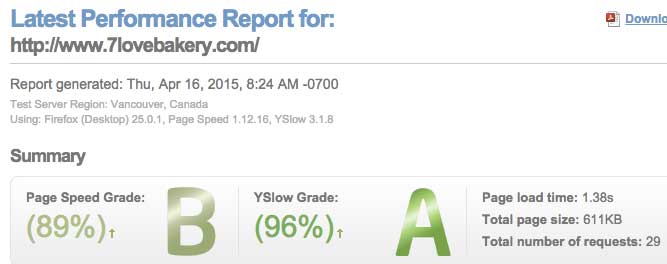 Latest Performance Report for:
Downlo
http://www.7lovebakery.com/
Report generated: Thu, Apr 16, 2015, 8:24 AM -0700
Test Server Region: Vancouver, Canada
Using: Firefox (Desktop) 25.0.1, Page Speed 1.12.16, YSlow 3.1.8
Summary
Page Speed Grade:
(89%)↑
B
YSlow Grade:
(96%)↑
A
Page load time: 1.38s
Total page size: 611KB
Total number of requests: 29